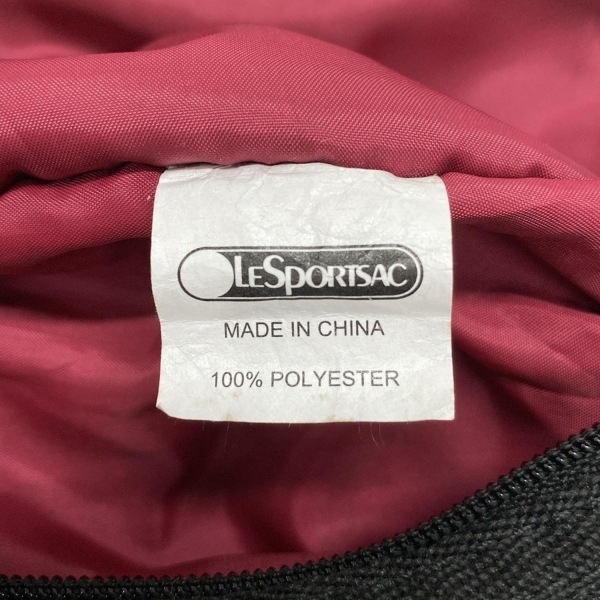 LESPORTSAC
MADE IN CHINA
100% POLYESTER